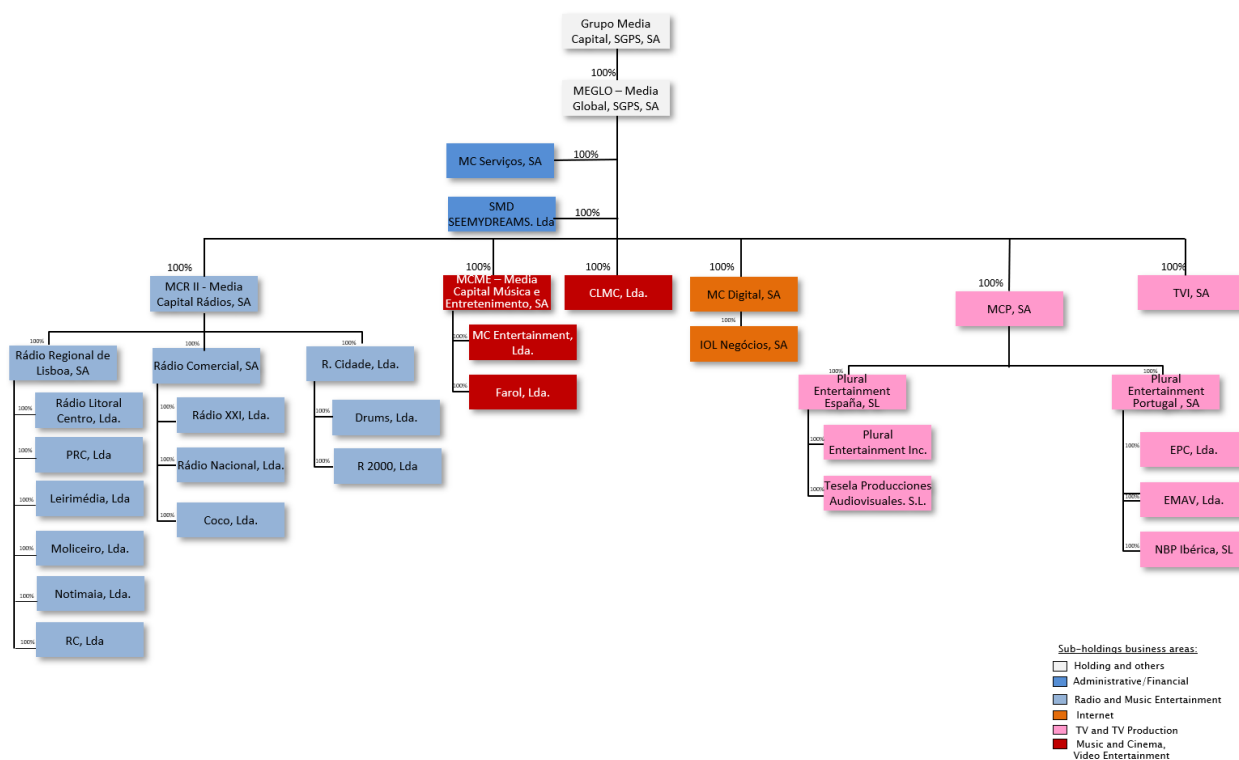 Grupo Media
Capital, SGPS, SA
100%
MEGLO – Media
Global, SGPS, SA
MC Serviços, SA
100%
SMD
SEEMYDREAMS. Lda
100%
100%
MCR II - Media
Capital Rádios, SA
100%
MCME – Media
Capital Música e
Entretenimento, SA
100%
CLMC, Lda.
100%
MC Digital, SA
100%
MCP, SA
100%
TVI, SA
100%
Rádio Regional de
Lisboa, SA
100%
Rádio Comercial, SA
100%
R. Cidade, Lda.
100%
MC Entertainment,
Lda.
100%
Farol, Lda.
100%
IOL Negócios, SA
100%
Plural
Entertainment
España, SL
100%
Plural
Entertainment
Portugal , SA
100%
Rádio Litoral
Centro, Lda.
100%
PRC, Lda
100%
Leirimédia, Lda
100%
Moliceiro, Lda.
100%
Notimaia, Lda.
100%
RC, Lda
100%
Rádio XXI, Lda.
100%
Rádio Nacional, Lda.
100%
Coco, Lda.
100%
Drums, Lda.
100%
R 2000, Lda
100%
Plural
Entertainment Inc.
100%
Tesela Producciones
Audiovisuales. S.L.
100%
EPC, Lda.
100%
EMAV, Lda.
100%
NBP Ibérica, SL
Sub-holdings business areas:
Holding and others
Administrative/Financial
Radio and Music Entertainment
Internet
TV and TV Production
Music and Cinema,
Video Entertainment